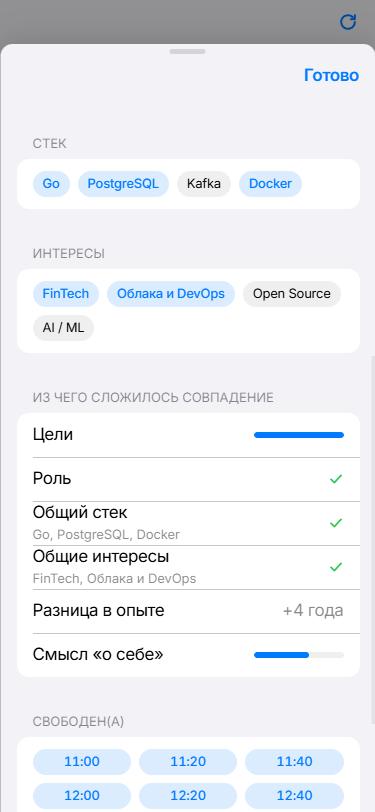 Готово
СТЕК
Go PostgreSQL Kafka Docker
ИНТЕРЕСЫ
FinTech Облака и DevOps Open Source
AI / ML
ИЗ ЧЕГО СЛОЖИЛОСЬ СОВПАДЕНИЕ
Цели
Роль
Общий стек
Go, PostgreSQL, Docker
Общие интересы
FinTech, Облака и DevOps
Разница в опыте +4 года
Смысл «о себе»
СВОБОДЕН(А)
11:00 11:20 11:40
12:00 12:20 12:40